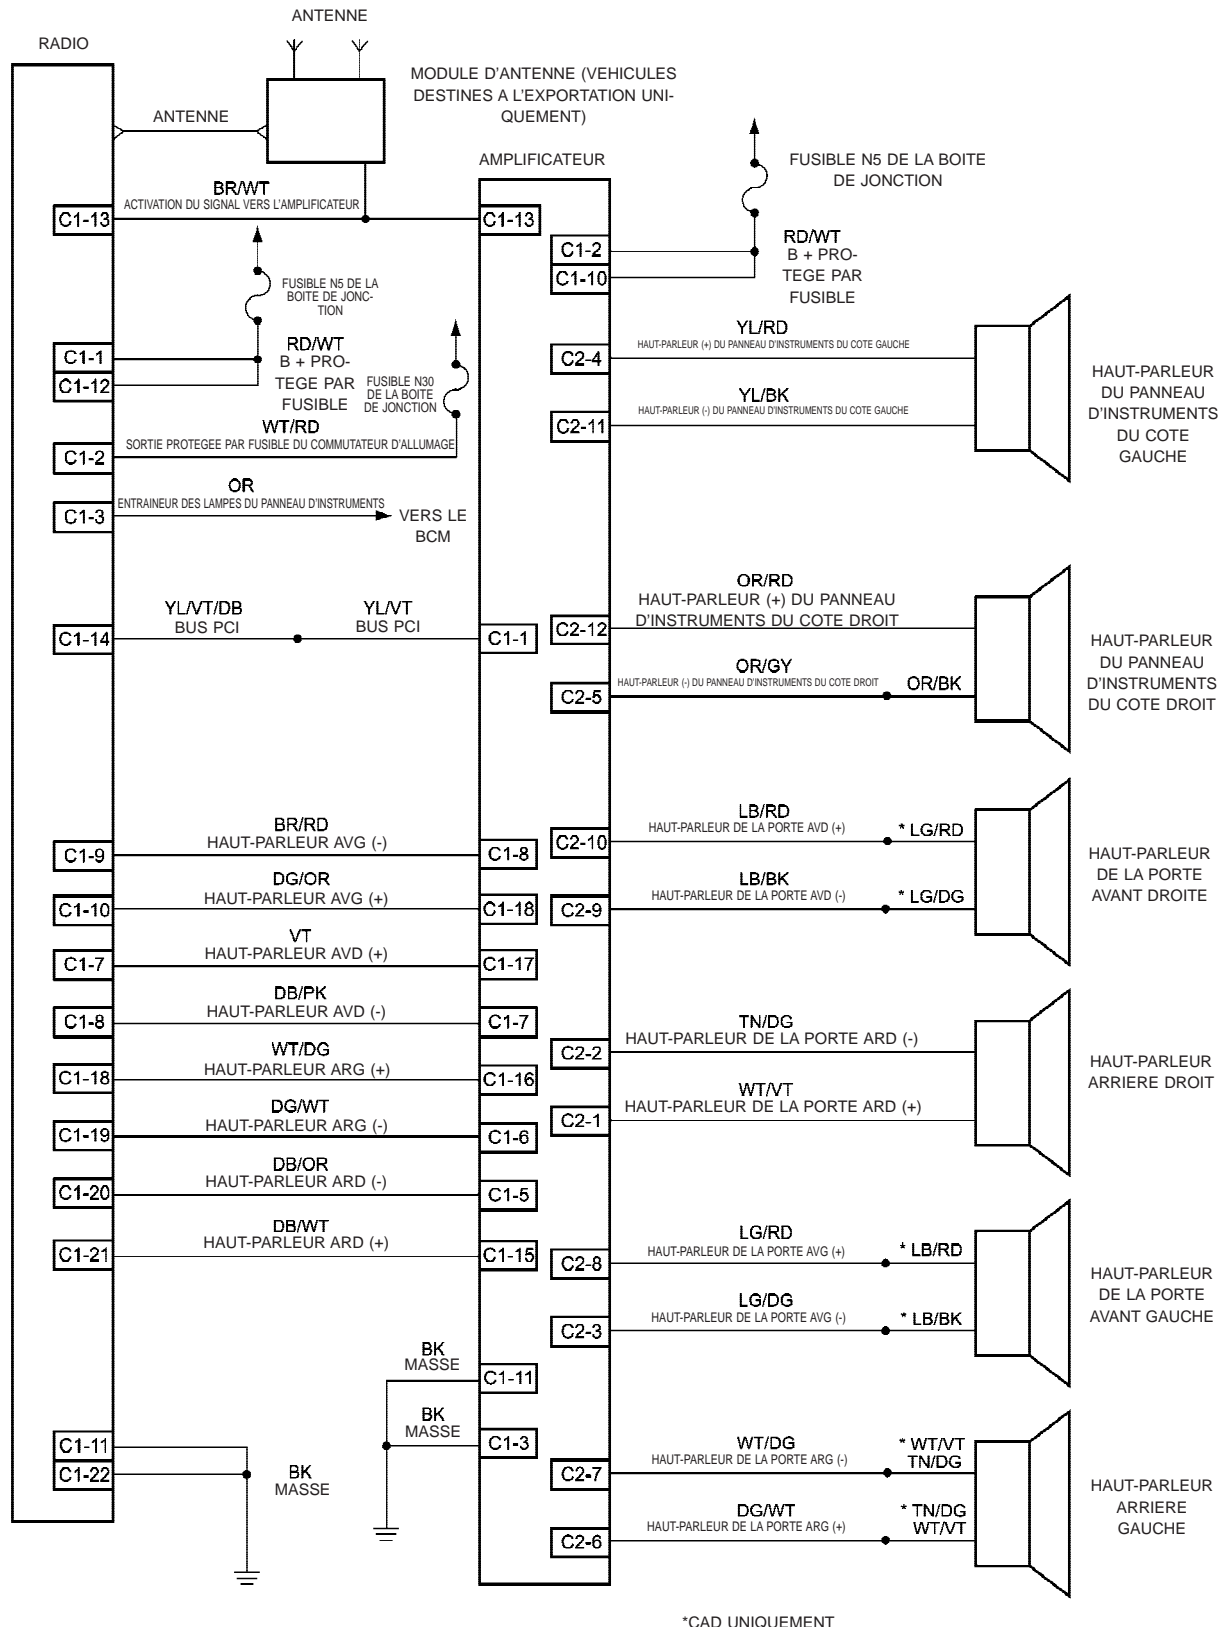 ANTENNE
RADIO
MODULE D'ANTENNE (VEHICULES
DESTINES A L'EXPORTATION UNI-
QUEMENT)
ANTENNE
AMPLIFICATEUR
FUSIBLE N5 DE LA BOITE
DE JONCTION
BR/WT
ACTIVATION DU SIGNAL VERS L'AMPLIFICATEUR
C1-13
C1-13
C1-2
C1-10
RD/WT
B + PRO-
TEGE PAR
FUSIBLE
FUSIBLE N5 DE LA
BOITE DE JONC-
TION
C1-1
C1-12
RD/WT
B + PRO-
TEGE PAR
FUSIBLE
FUSIBLE N30
DE LA BOITE
DE JONCTION
WT/RD
SORTIE PROTEGEE PAR FUSIBLE DU COMMUTATEUR D'ALLUMAGE
C1-2
OR
ENTRAINEUR DES LAMPES DU PANNEAU D'INSTRUMENTS
C1-3
VERS LE
BCM
YL/RD
HAUT-PARLEUR (+) DU PANNEAU D'INSTRUMENTS DU COTE GAUCHE
C2-4
YL/BK
HAUT-PARLEUR (-) DU PANNEAU D'INSTRUMENTS DU COTE GAUCHE
C2-11
HAUT-PARLEUR
DU PANNEAU
D'INSTRUMENTS
DU COTE
GAUCHE
YL/VT/DB
BUS PCI
YL/VT
BUS PCI
C1-14
C1-1
OR/RD
HAUT-PARLEUR (+) DU PANNEAU
D'INSTRUMENTS DU COTE DROIT
C2-12
OR/GY
HAUT-PARLEUR (-) DU PANNEAU D'INSTRUMENTS DU COTE DROIT
OR/BK
C2-5
HAUT-PARLEUR
DU PANNEAU
D'INSTRUMENTS
DU COTE DROIT
BR/RD
HAUT-PARLEUR AVG (-)
C1-9
C1-8
DG/OR
HAUT-PARLEUR AVG (+)
C1-10
C1-18
VT
HAUT-PARLEUR AVD (+)
C1-7
C1-17
DB/PK
HAUT-PARLEUR AVD (-)
C1-8
C1-7
WT/DG
HAUT-PARLEUR ARG (+)
C1-18
C1-16
DG/WT
HAUT-PARLEUR ARG (-)
C1-19
C1-6
DB/OR
HAUT-PARLEUR ARD (-)
C1-20
C1-5
DB/WT
HAUT-PARLEUR ARD (+)
C1-21
C1-15
LB/RD
HAUT-PARLEUR DE LA PORTE AVD (+)
* LG/RD
C2-10
LB/BK
HAUT-PARLEUR DE LA PORTE AVD (-)
* LG/DG
C2-9
HAUT-PARLEUR
DE LA PORTE
AVANT DROITE
TN/DG
HAUT-PARLEUR DE LA PORTE ARD (-)
C2-2
WT/VT
HAUT-PARLEUR DE LA PORTE ARD (+)
C2-1
HAUT-PARLEUR
ARRIERE DROIT
LG/RD
HAUT-PARLEUR DE LA PORTE AVG (+)
* LB/RD
C2-8
LG/DG
HAUT-PARLEUR DE LA PORTE AVG (-)
* LB/BK
C2-3
HAUT-PARLEUR
DE LA PORTE
AVANT GAUCHE
BK
MASSE
C1-11
BK
MASSE
C1-3
C1-11
C1-22
BK
MASSE
WT/DG
HAUT-PARLEUR DE LA PORTE ARG (-)
* WT/VT
TN/DG
C2-7
DG/WT
HAUT-PARLEUR DE LA PORTE ARG (+)
* TN/DG
WT/VT
C2-6
HAUT-PARLEUR
ARRIERE
GAUCHE
*CAD UNIQUEMENT